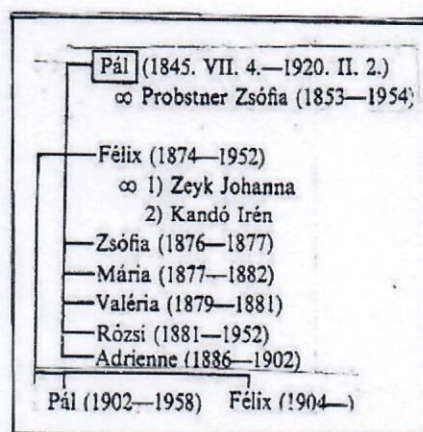 Pál (1845. VII. 4.—1920. II. 2.)
∞ Probstner Zsófia (1853—1954)
Félix (1874—1952)
∞ 1) Zeyk Johanna
2) Kandó Irén
Zsófia (1876—1877)
Mária (1877—1882)
Valéria (1879—1881)
Rózsi (1881—1952)
Adrienne (1886—1902)
Pál (1902—1958) Félix (1904—)